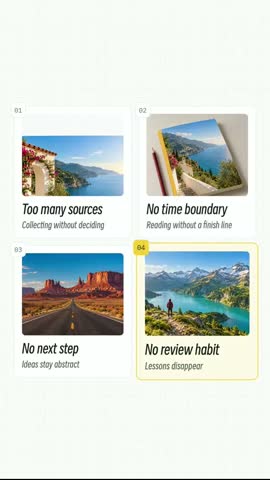 01
Too many sources
Collecting without deciding
02
No time boundary
Reading without a finish line
03
No next step
Ideas stay abstract
04
No review habit
Lessons disappear